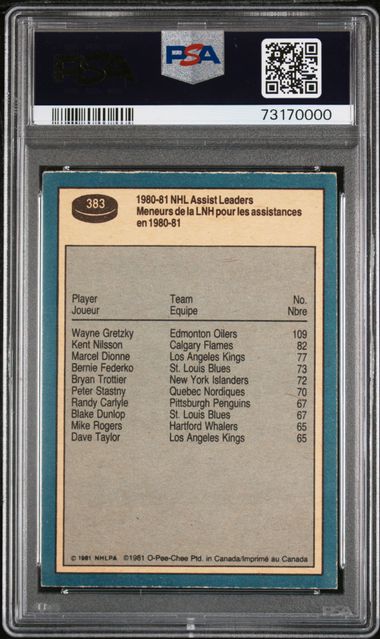 PSA
PSA
73170000
383
1980-81 NHL Assist Leaders
Meneurs de la LNH pour les assistances
en 1980-81
Player Team No.
Joueur Equipe Nbre
Wayne Gretzky Edmonton Oilers 109
Kent Nilsson Calgary Flames 82
Marcel Dionne Los Angeles Kings 77
Bernie Federko St. Louis Blues 73
Bryan Trottier New York Islanders 72
Peter Stastny Quebec Nordiques 70
Randy Carlyle Pittsburgh Penguins 67
Blake Dunlop St. Louis Blues 67
Mike Rogers Hartford Whalers 65
Dave Taylor Los Angeles Kings 65
© 1981 NHLPA ©1981 O-Pee-Chee Ptd. in Canada/Imprimé au Canada
PSA